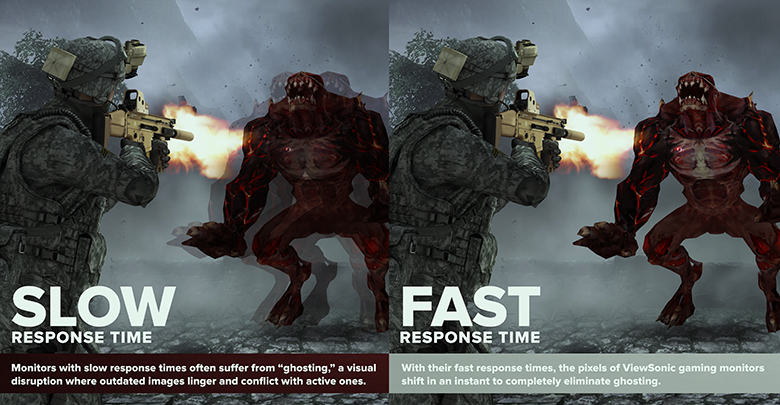 SLOW
RESPONSE TIME
Monitors with slow response times often suffer from “ghosting,” a visual
disruption where outdated images linger and conflict with active ones.
FAST
RESPONSE TIME
With their fast response times, the pixels of ViewSonic gaming monitors
shift in an instant to completely eliminate ghosting.